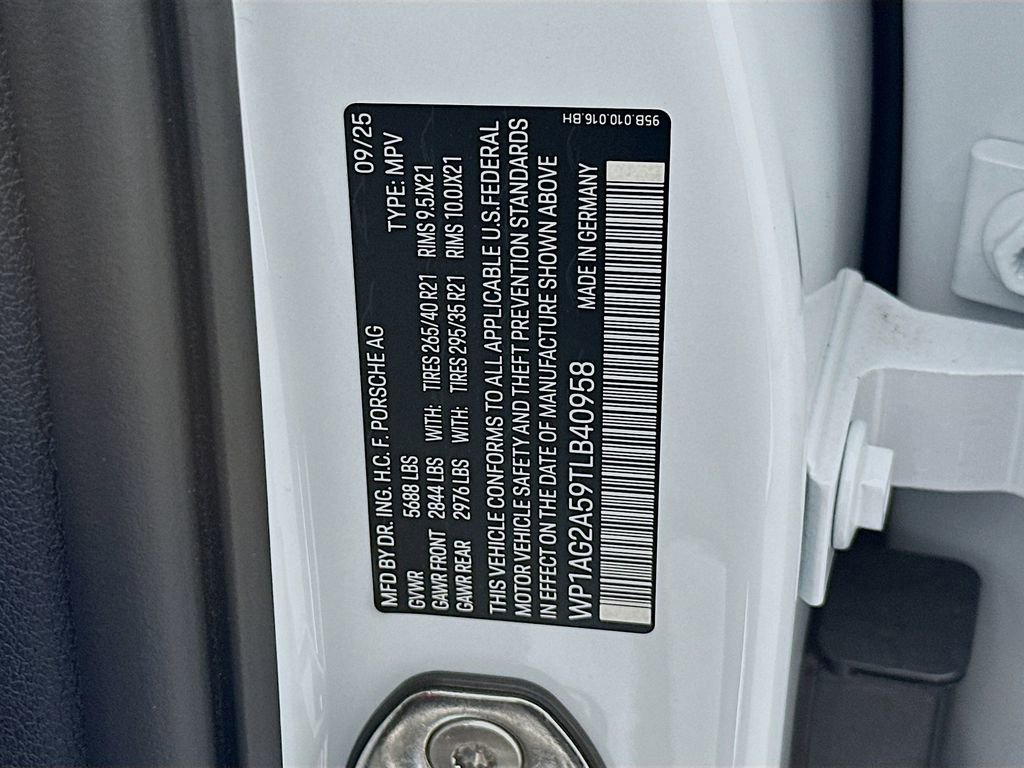 MFD BY DR. ING. H.C. F. PORSCHE AG 09/25
GVWR 5688 LBS TYPE: MPV
GAWR FRONT 2844 LBS WITH: TIRES 265/40 R21 RIMS 9.5JX21
GAWR REAR 2976 LBS WITH: TIRES 295/35 R21 RIMS 10.0JX21
THIS VEHICLE CONFORMS TO ALL APPLICABLE U.S.FEDERAL
MOTOR VEHICLE SAFETY AND THEFT PREVENTION STANDARDS
IN EFFECT ON THE DATE OF MANUFACTURE SHOWN ABOVE
WP1AG2A59TLB40958 MADE IN GERMANY
95B.010.016.BH